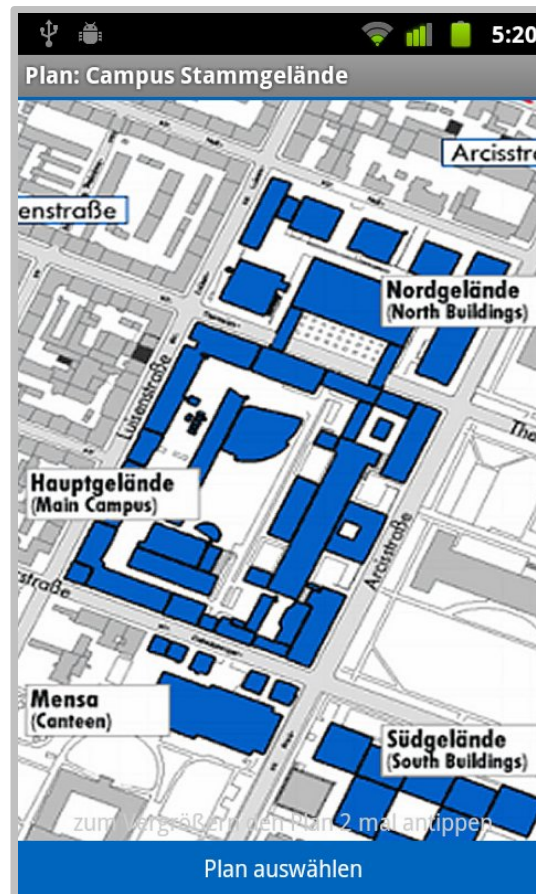 5:20
Plan: Campus Stammgelände
Arcisstr
enstraße
Nordgelände
(North Buildings)
Luisenstraße
The
Hauptgelände
(Main Campus)
Arcisstraße
straße
Mensa
(Canteen)
Südgelände
(South Buildings)
zum Vergrößern den Plan 2 mal antippen
Plan auswählen